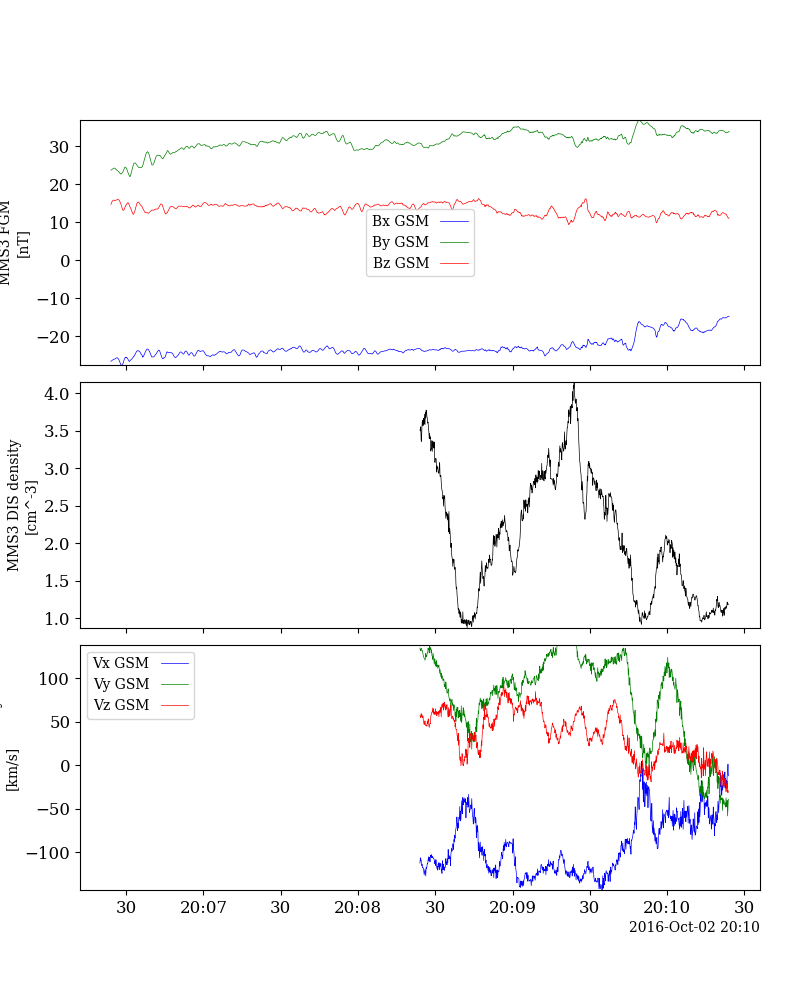 30
20
10
0
−10
−20
MMS3 FGM
[nT]
Bx GSM
By GSM
Bz GSM
4.0
3.5
3.0
2.5
2.0
1.5
1.0
MMS3 DIS density
[cm^-3]
100
50
0
−50
−100
[km/s]
Vx GSM
Vy GSM
Vz GSM
30 20:07 30 20:08 30 20:09 30 20:10 30
2016-Oct-02 20:10